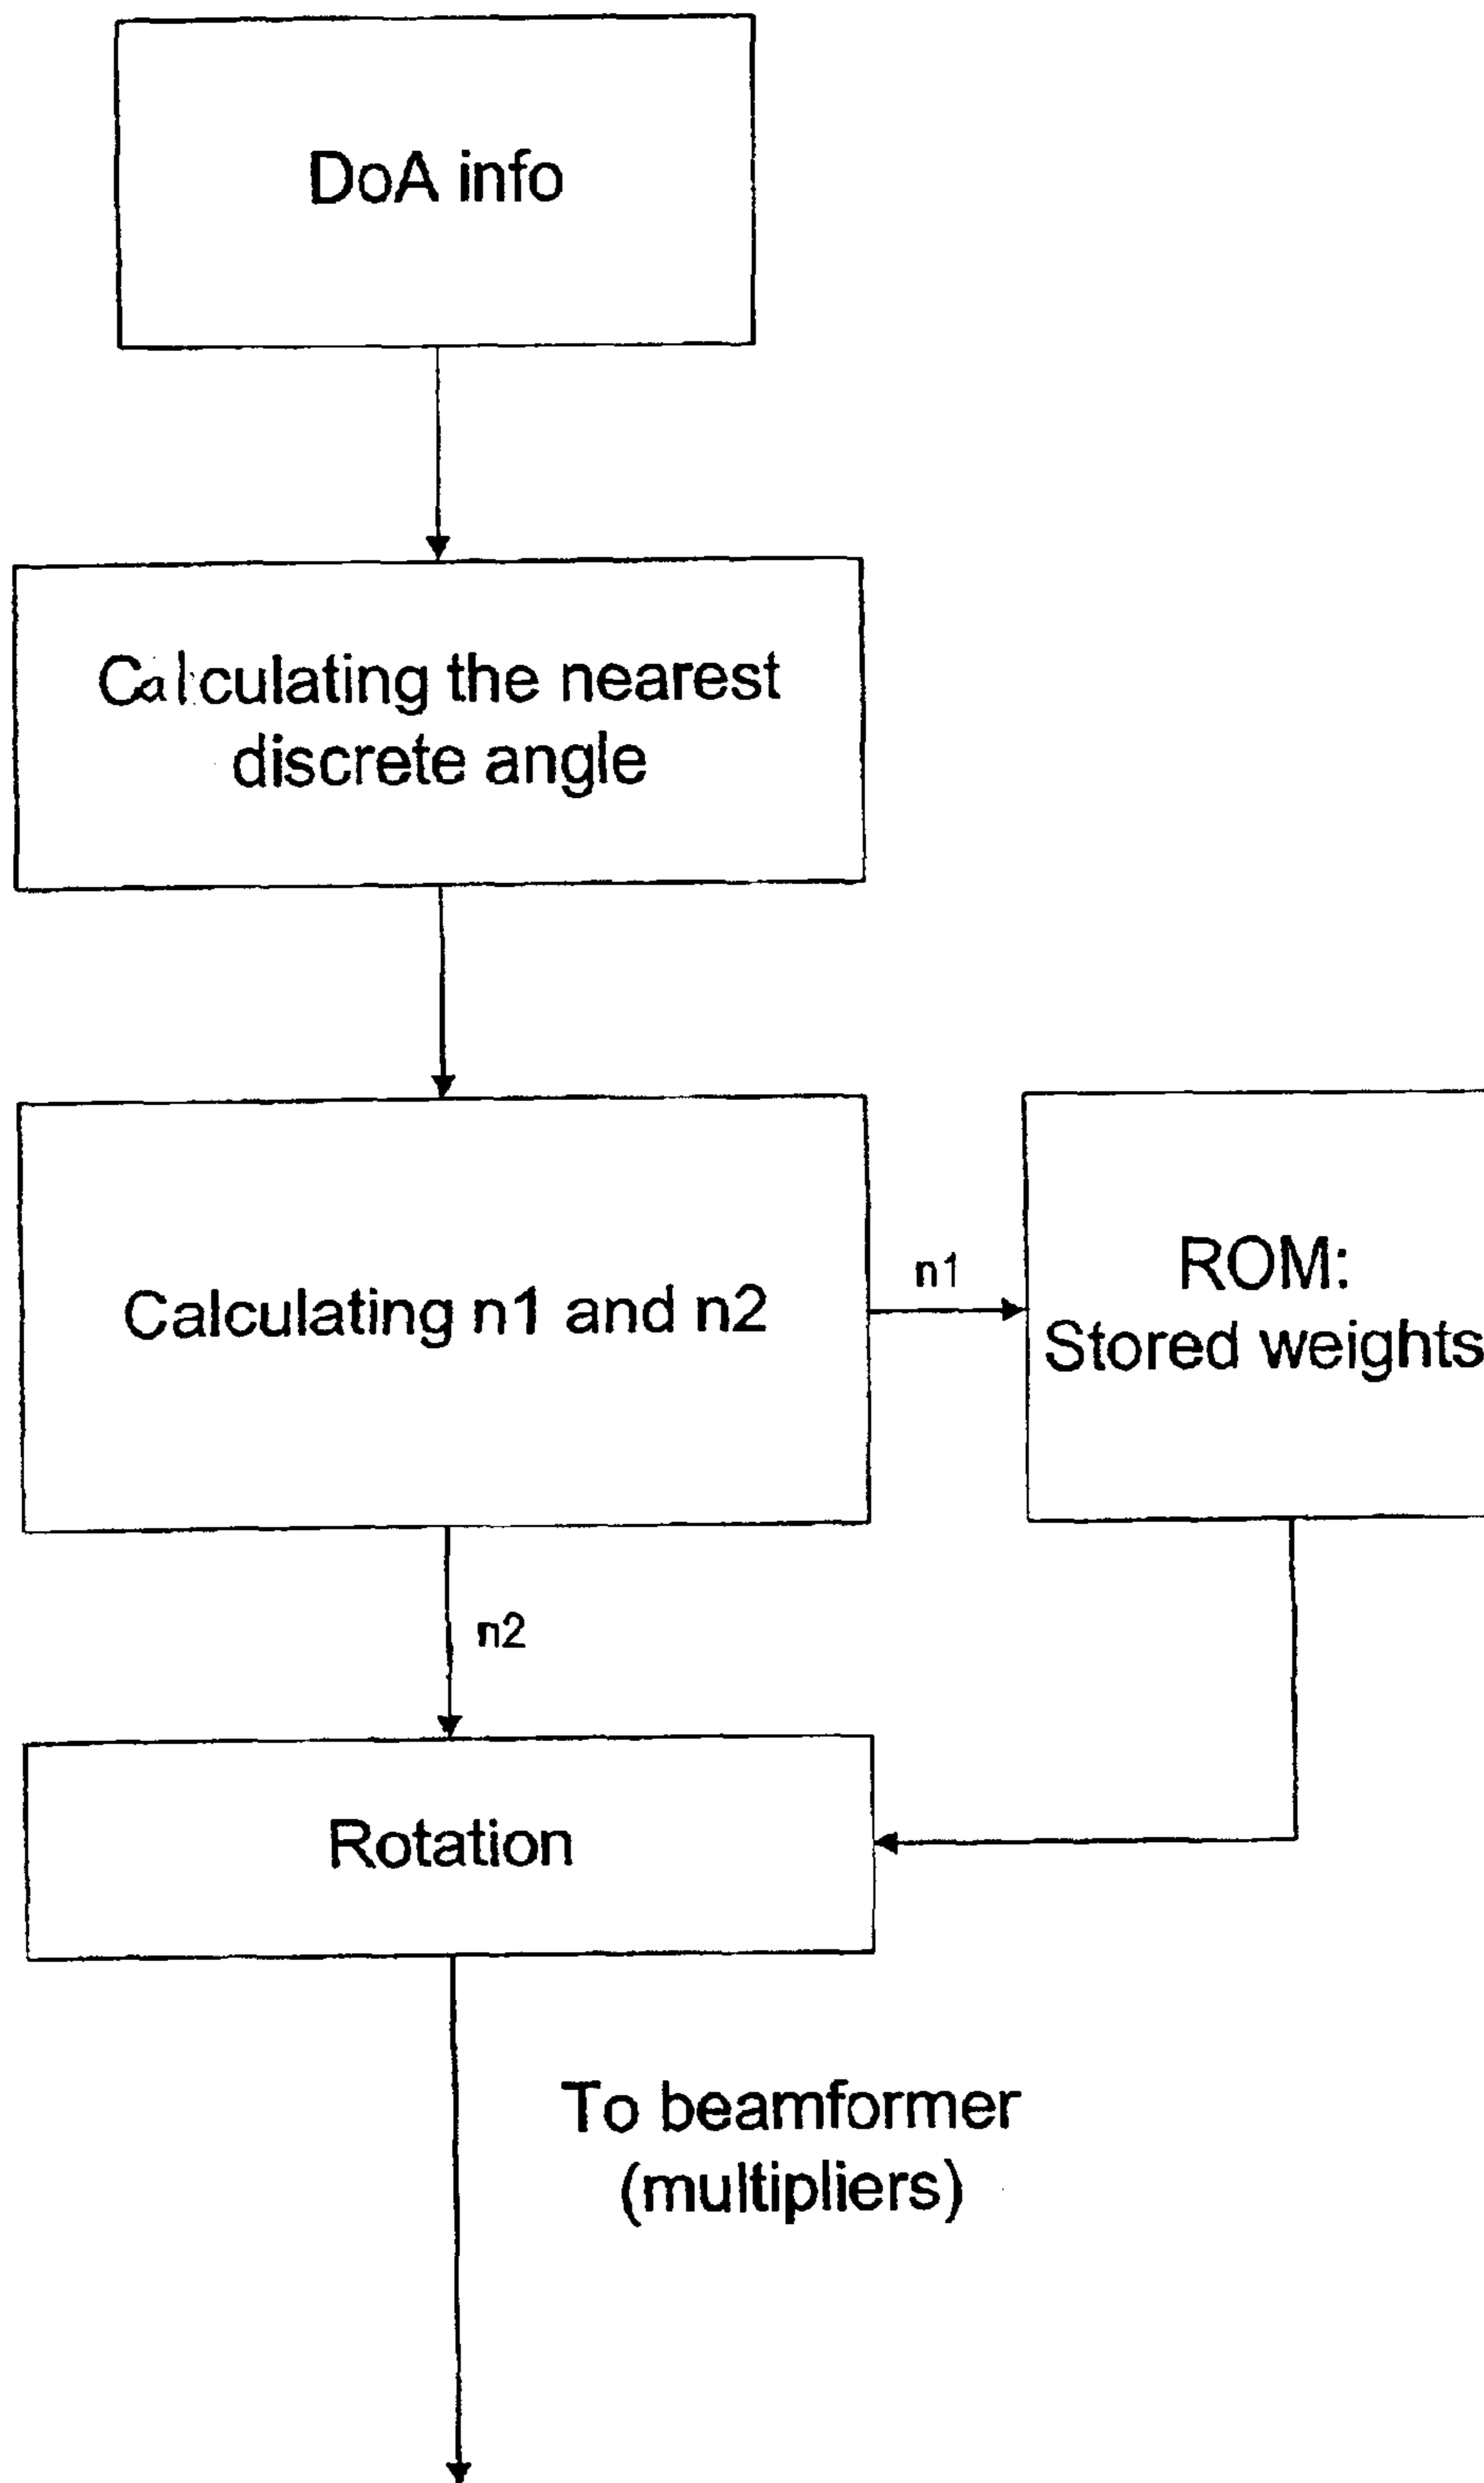 DoA info
Calculating the nearest
discrete angle
Calculating n1 and n2
n1
ROM:
Stored weights
n2
Rotation
To beamformer
(multipliers)